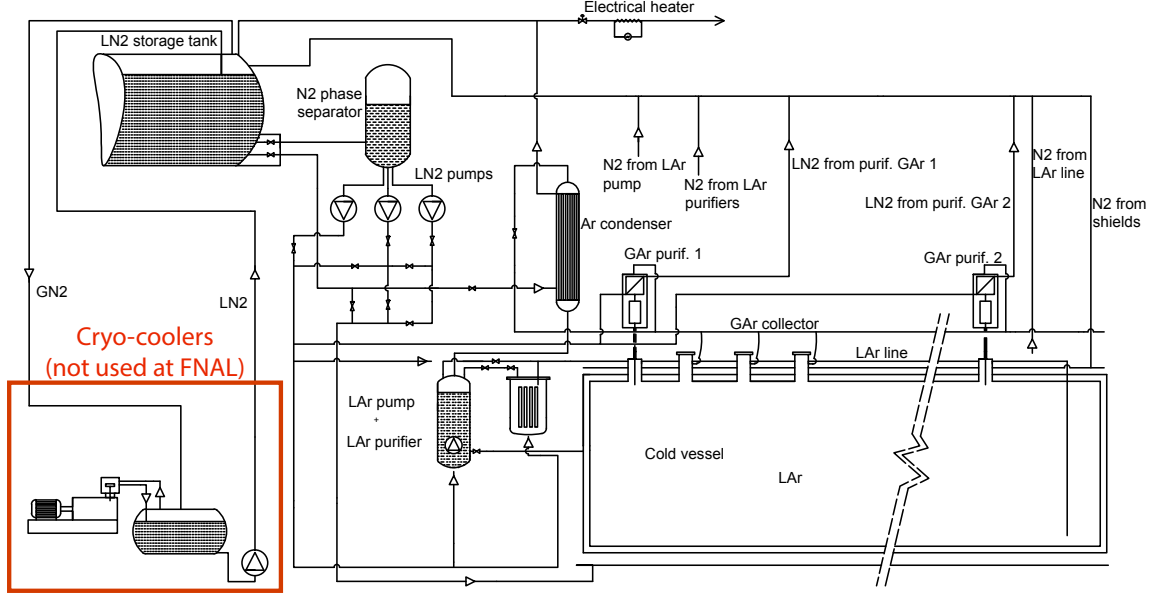 Electrical heater
LN2 storage tank
N2 phase
separator
N2 from LAr
pump
N2 from LAr
purifiers
LN2 from purif. GAr 1
LN2 from purif. GAr 2
N2 from
LAr line
N2 from
shields
LN2 pumps
Ar condenser
GAr purif. 1
GAr purif. 2
GN2
LN2
Cryo-coolers
(not used at FNAL)
GAr collector
LAr line
LAr pump
+
LAr purifier
Cold vessel
LAr